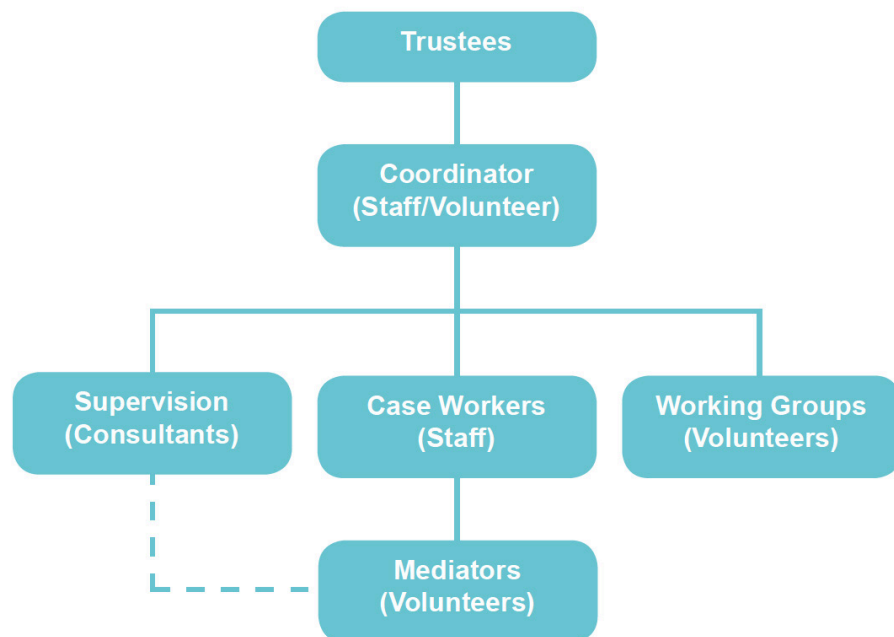 Trustees
Coordinator
(Staff/Volunteer)
Supervision
(Consultants)
Case Workers
(Staff)
Working Groups
(Volunteers)
Mediators
(Volunteers)